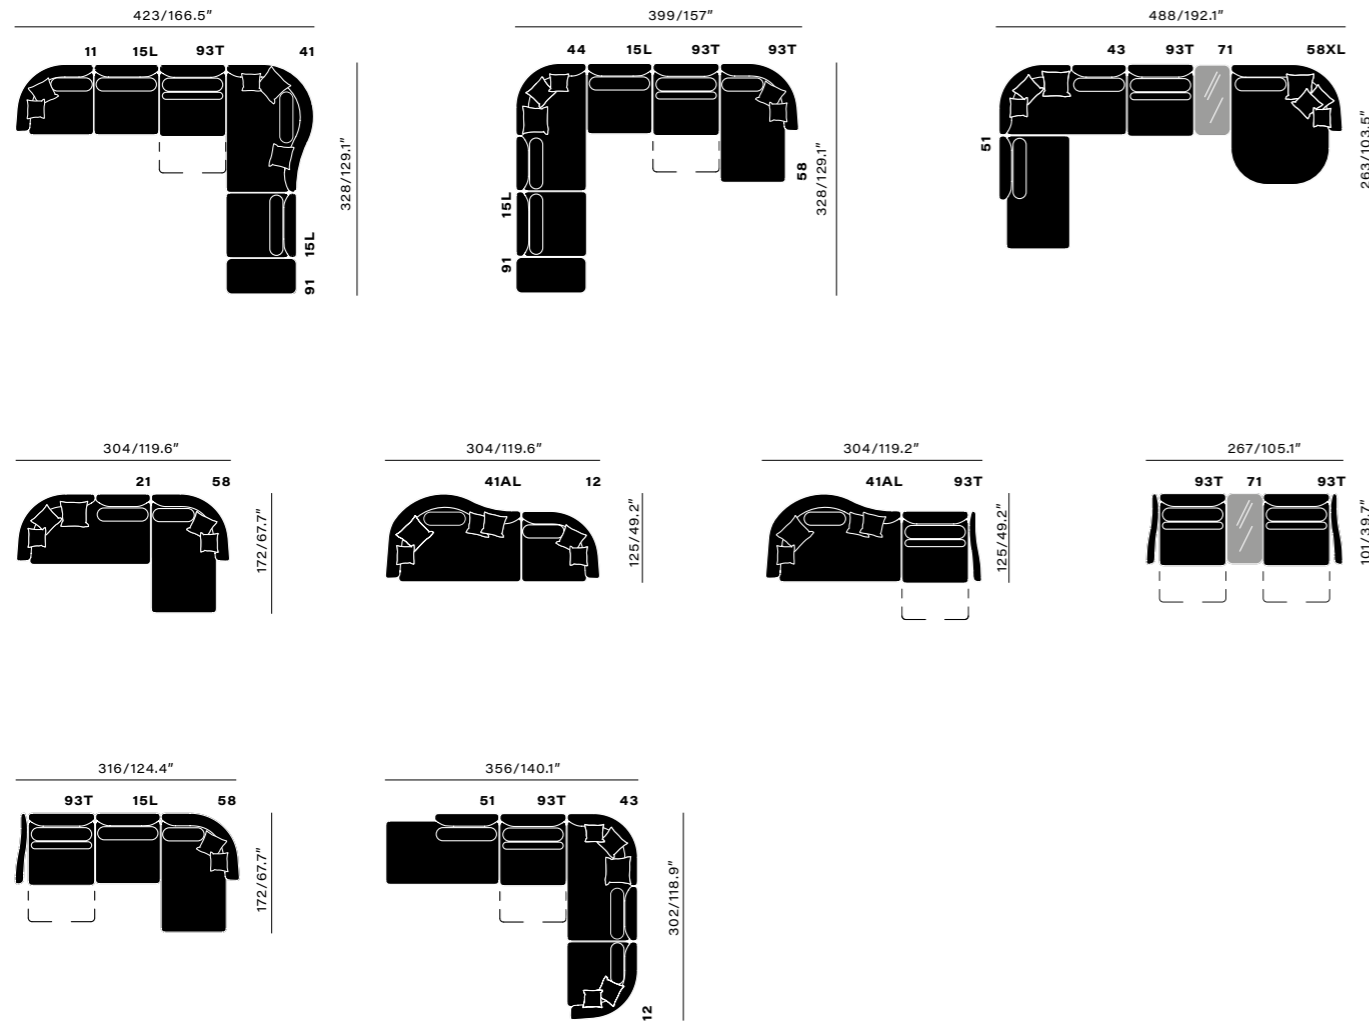 423/166.5"
11 15L 93T 41
328/129.1"
15L
91
399/157"
44 15L 93T 93T
58
328/129.1"
15L
91
488/192.1"
43 93T 71 58XL
51
263/103.5"
304/119.6"
21 58
172/67.7"
304/119.6"
41AL 12
125/49.2"
304/119.2"
41AL 93T
125/49.2"
267/105.1"
93T 71 93T
101/39.7"
316/124.4"
93T 15L 58
172/67.7"
356/140.1"
51 93T 43
302/118.9"
12